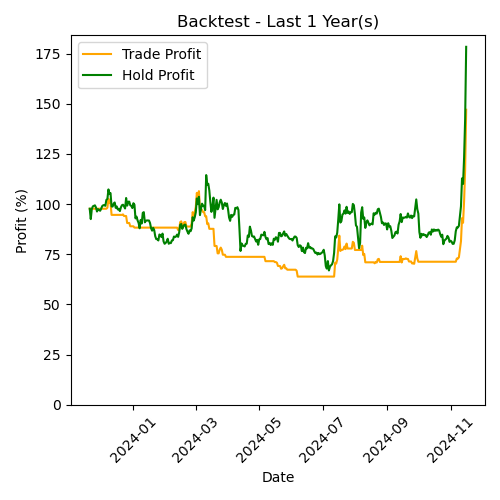 Backtest - Last 1 Year(s)
Trade Profit
Hold Profit
Profit (%)
175
150
125
100
75
50
25
0
2024-01
2024-03
2024-05
2024-07
2024-09
2024-11
Date